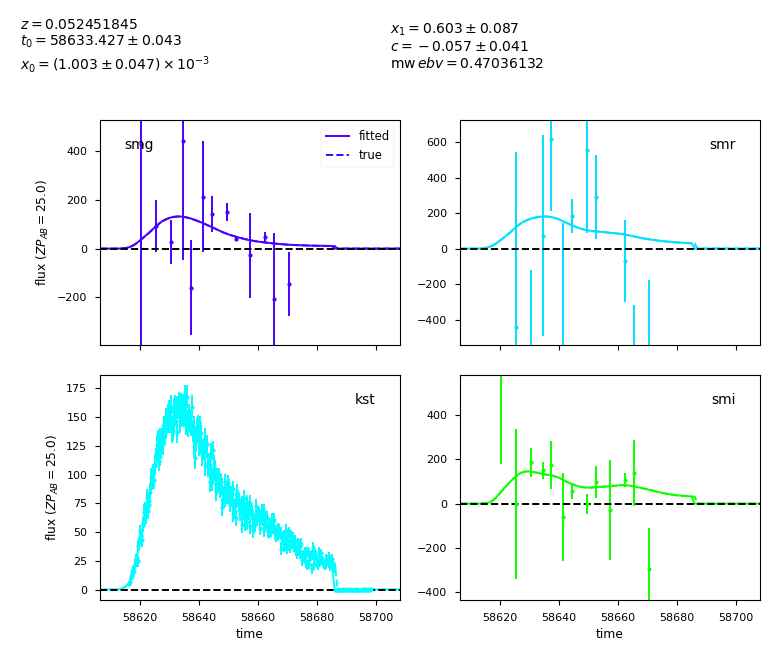 z = 0.052451845
t₀ = 58633.427 ± 0.043
x₀ = (1.003 ± 0.047) × 10⁻³
x₁ = 0.603 ± 0.087
c = −0.057 ± 0.041
mw ebv = 0.47036132
smg
fitted
true
400
200
0
−200
flux (ZP_AB = 25.0)
smr
600
400
200
0
−200
−400
kst
175
150
125
100
75
50
25
0
flux (ZP_AB = 25.0)
58620 58640 58660 58680 58700
time
smi
400
200
0
−200
−400
58620 58640 58660 58680 58700
time